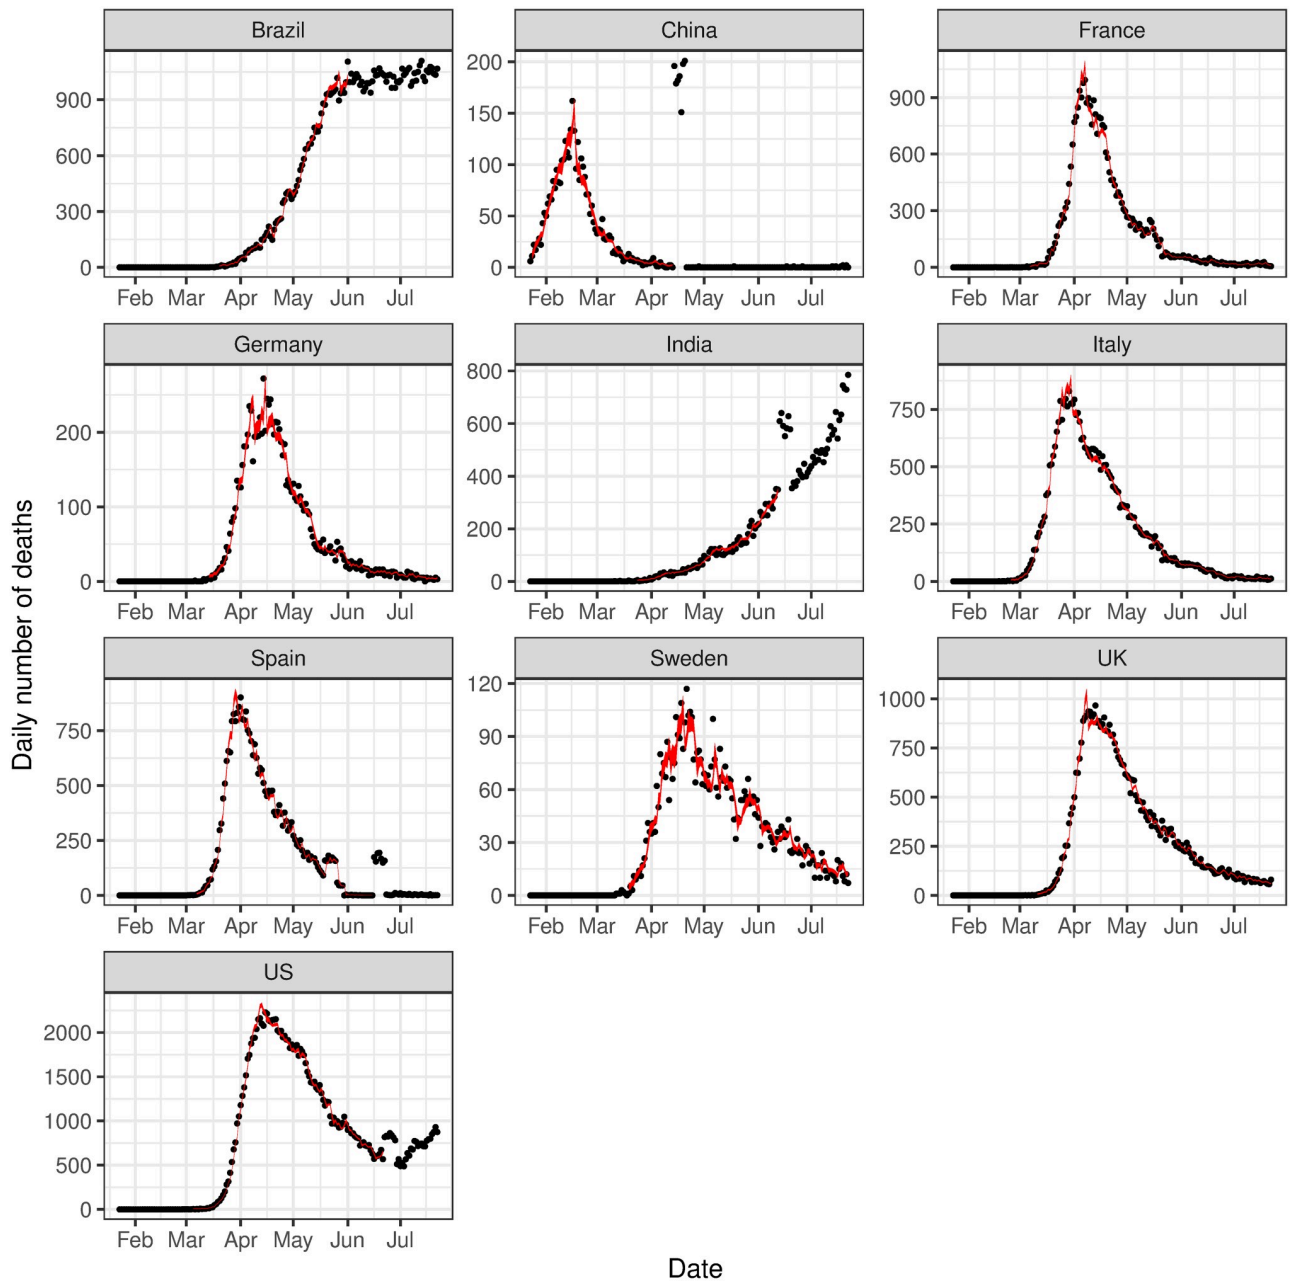 Brazil
China
France
900
600
300
0
200
150
100
50
0
900
600
300
0
Feb Mar Apr May Jun Jul
Feb Mar Apr May Jun Jul
Feb Mar Apr May Jun Jul
Germany
India
Italy
200
100
0
800
600
400
200
0
750
500
250
0
Feb Mar Apr May Jun Jul
Feb Mar Apr May Jun Jul
Feb Mar Apr May Jun Jul
Daily number of deaths
Spain
Sweden
UK
750
500
250
0
120
90
60
30
0
1000
750
500
250
0
Feb Mar Apr May Jun Jul
Feb Mar Apr May Jun Jul
Feb Mar Apr May Jun Jul
US
2000
1500
1000
500
0
Feb Mar Apr May Jun Jul
Date